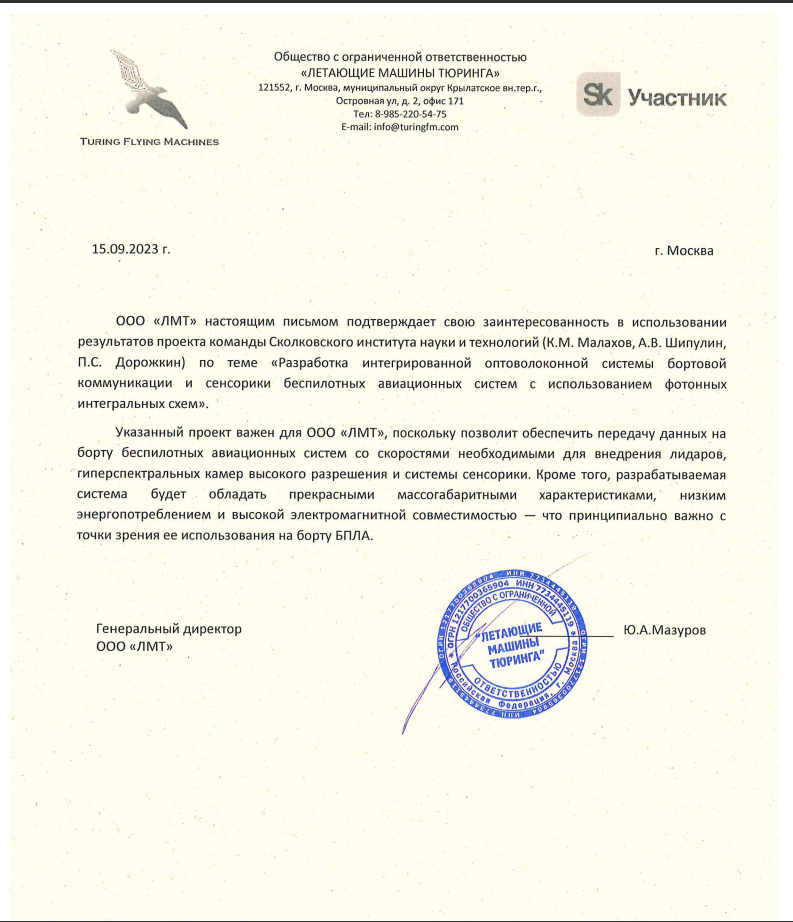 Общество с ограниченной ответственностью
«ЛЕТАЮЩИЕ МАШИНЫ ТЮРИНГА»
121552, г. Москва, муниципальный округ Крылатское вн.тер.г.,
Островная ул, д. 2, офис 171
Тел: 8-985-220-54-75
E-mail: info@turingfm.com
TURING FLYING MACHINES
Sk Участник
15.09.2023 г.
г. Москва
ООО «ЛМТ» настоящим письмом подтверждает свою заинтересованность в использовании
результатов проекта команды Сколковского института науки и технологий (К.М. Малахов, А.В. Шипулин,
П.С. Дорожкин) по теме «Разработка интегрированной оптоволоконной системы бортовой
коммуникации и сенсорики беспилотных авиационных систем с использованием фотонных
интегральных схем».
Указанный проект важен для ООО «ЛМТ», поскольку позволит обеспечить передачу данных на
борту беспилотных авиационных систем со скоростями необходимыми для внедрения лидаров,
гиперспектральных камер высокого разрешения и системы сенсорики. Кроме того, разрабатываемая
система будет обладать прекрасными массогабаритными характеристиками, низким
энергопотреблением и высокой электромагнитной совместимостью — что принципиально важно с
точки зрения ее использования на борту БПЛА.
Генеральный директор
ООО «ЛМТ»
Ю.А.Мазуров
ОГРН 1217700365904 ИНН 7734445119
ОБЩЕСТВО С ОГРАНИЧЕННОЙ
"ЛЕТАЮЩИЕ
МАШИНЫ
ТЮРИНГА"
ОТВЕТСТВЕННОСТЬЮ
Российская Федерация, г. Москва